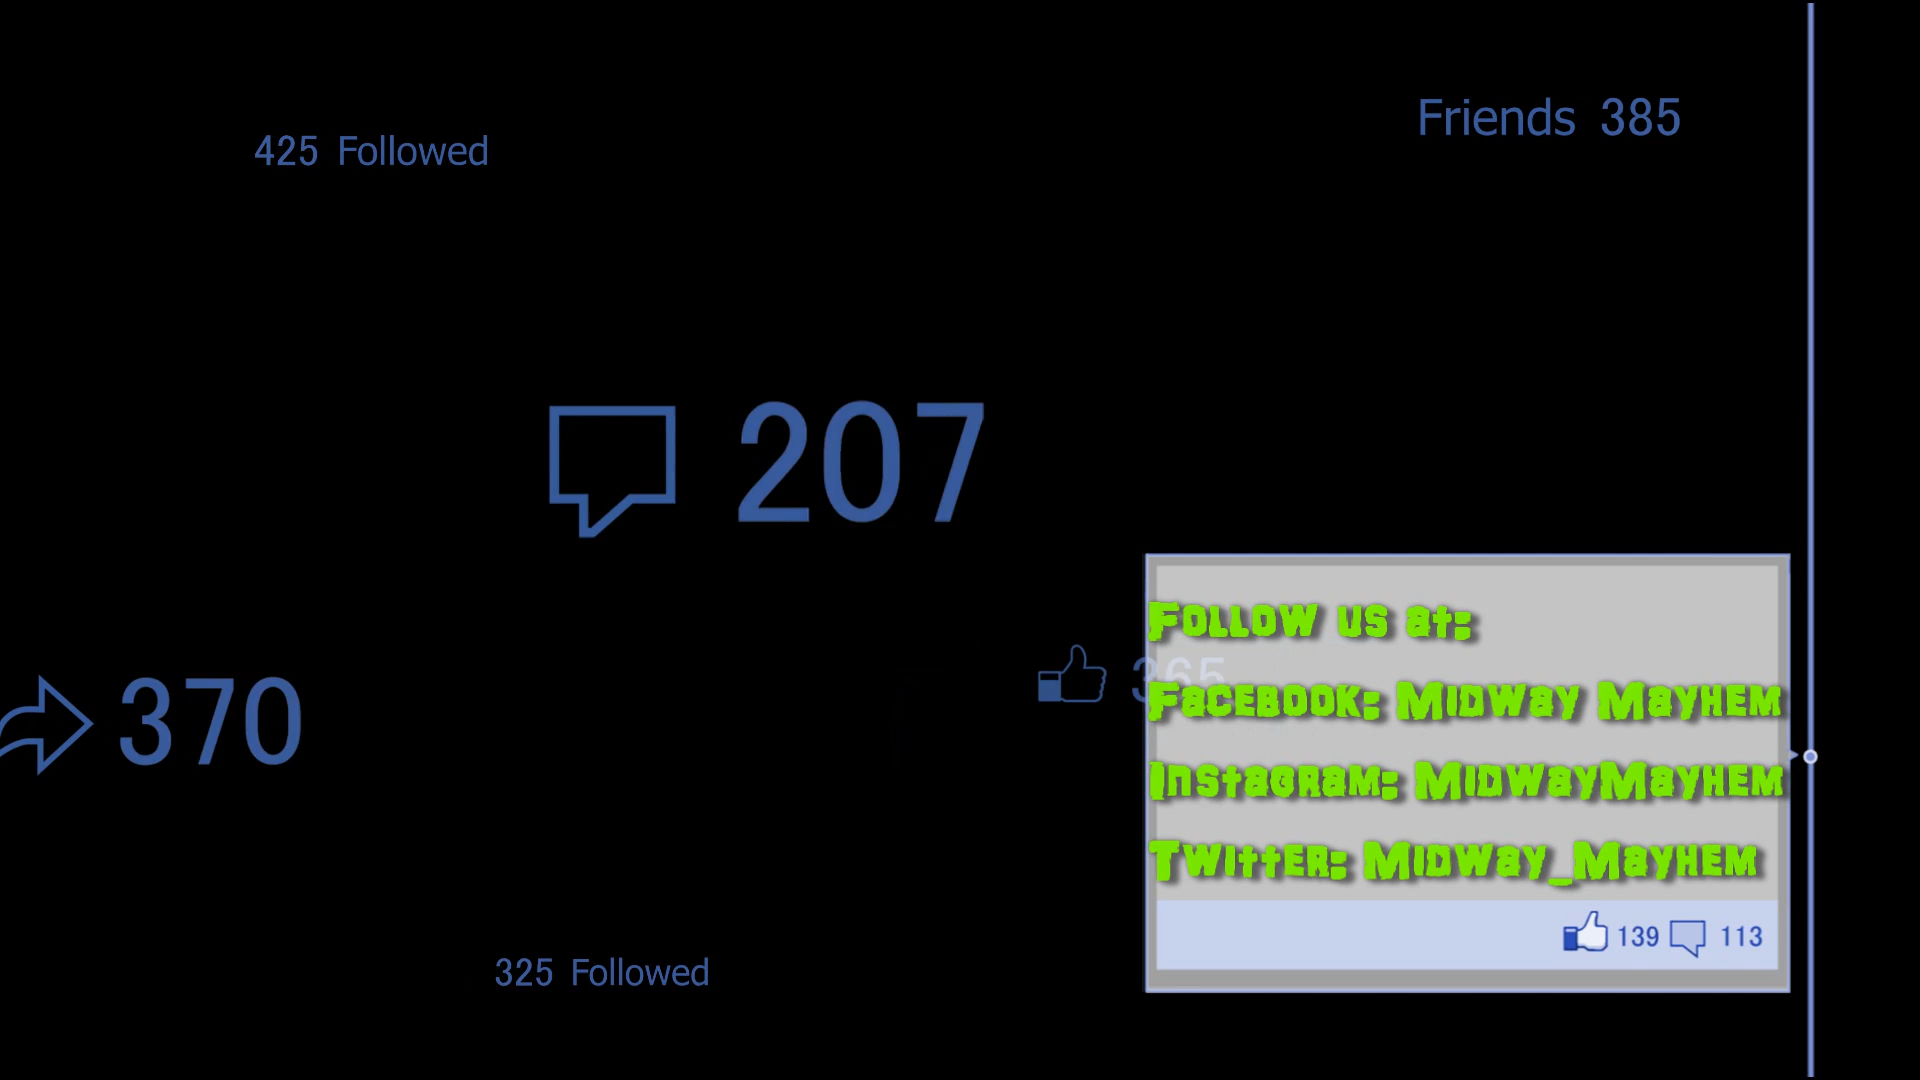 Friends 385
425 Followed
207
370
365
Follow us at:
Facebook: Midway Mayhem
Instagram: MidwayMayhem
Twitter: Midway_Mayhem
139 113
325 Followed